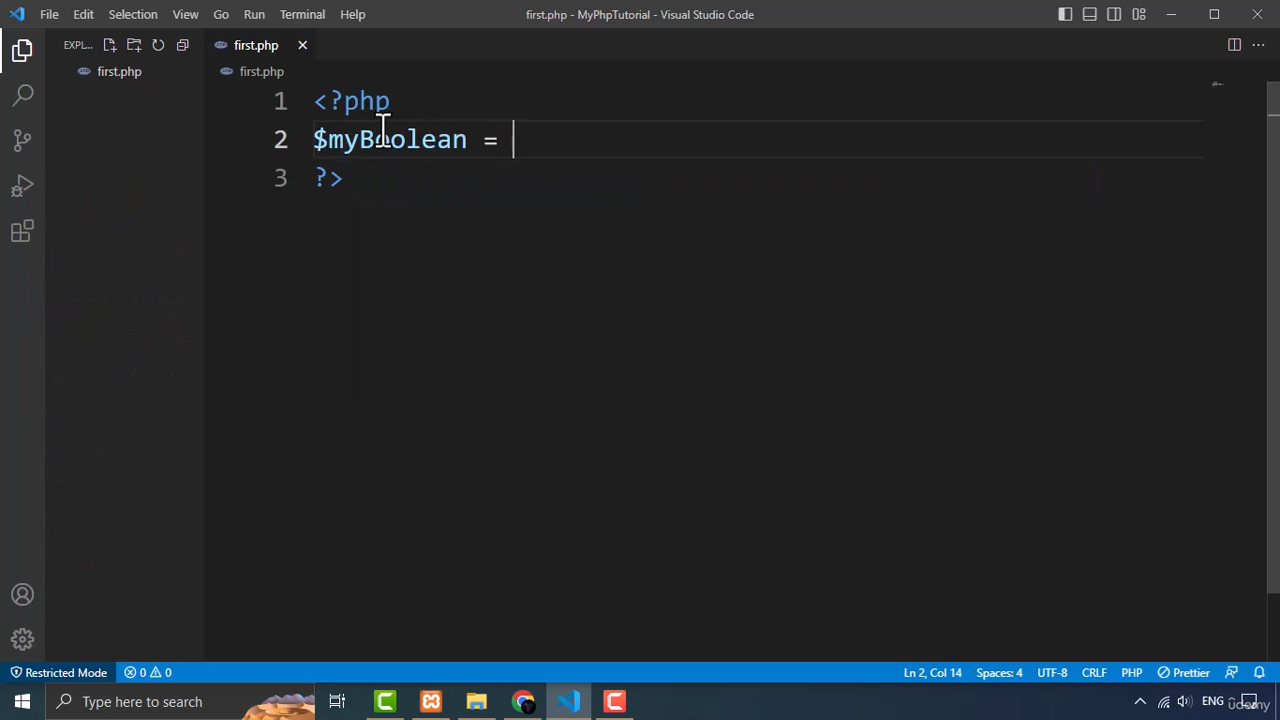 File Edit Selection View Go Run Terminal Help first.php - MyPhpTutorial - Visual Studio Code
EXPL... first.php
first.php first.php
1 <?php
2 $myBoolean =
3 ?>
Restricted Mode 0 0 Ln 2, Col 14 Spaces: 4 UTF-8 CRLF PHP Prettier
Type here to search ENG
udemy